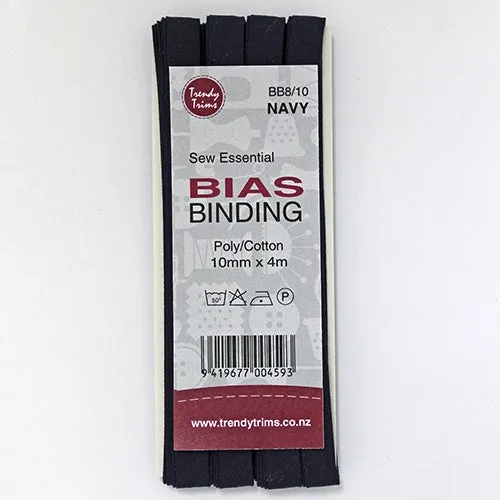 Trendy
Trims
BB8/10
NAVY
Sew Essential
BIAS
BINDING
Poly/Cotton
10mm x 4m
50°
P
9 419677 004593
www.trendytrims.co.nz